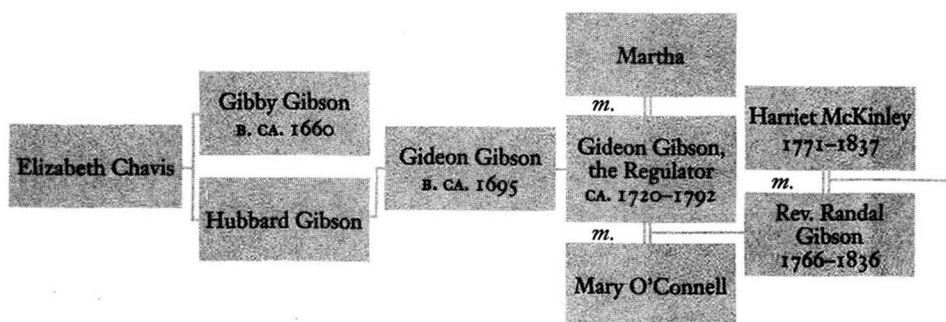 Elizabeth Chavis
Gibby Gibson
B. CA. 1660
Hubbard Gibson
Gideon Gibson
B. CA. 1695
Martha
m.
Gideon Gibson,
the Regulator
CA. 1720–1792
m.
Mary O'Connell
Harriet McKinley
1771–1837
m.
Rev. Randal
Gibson
1766–1836